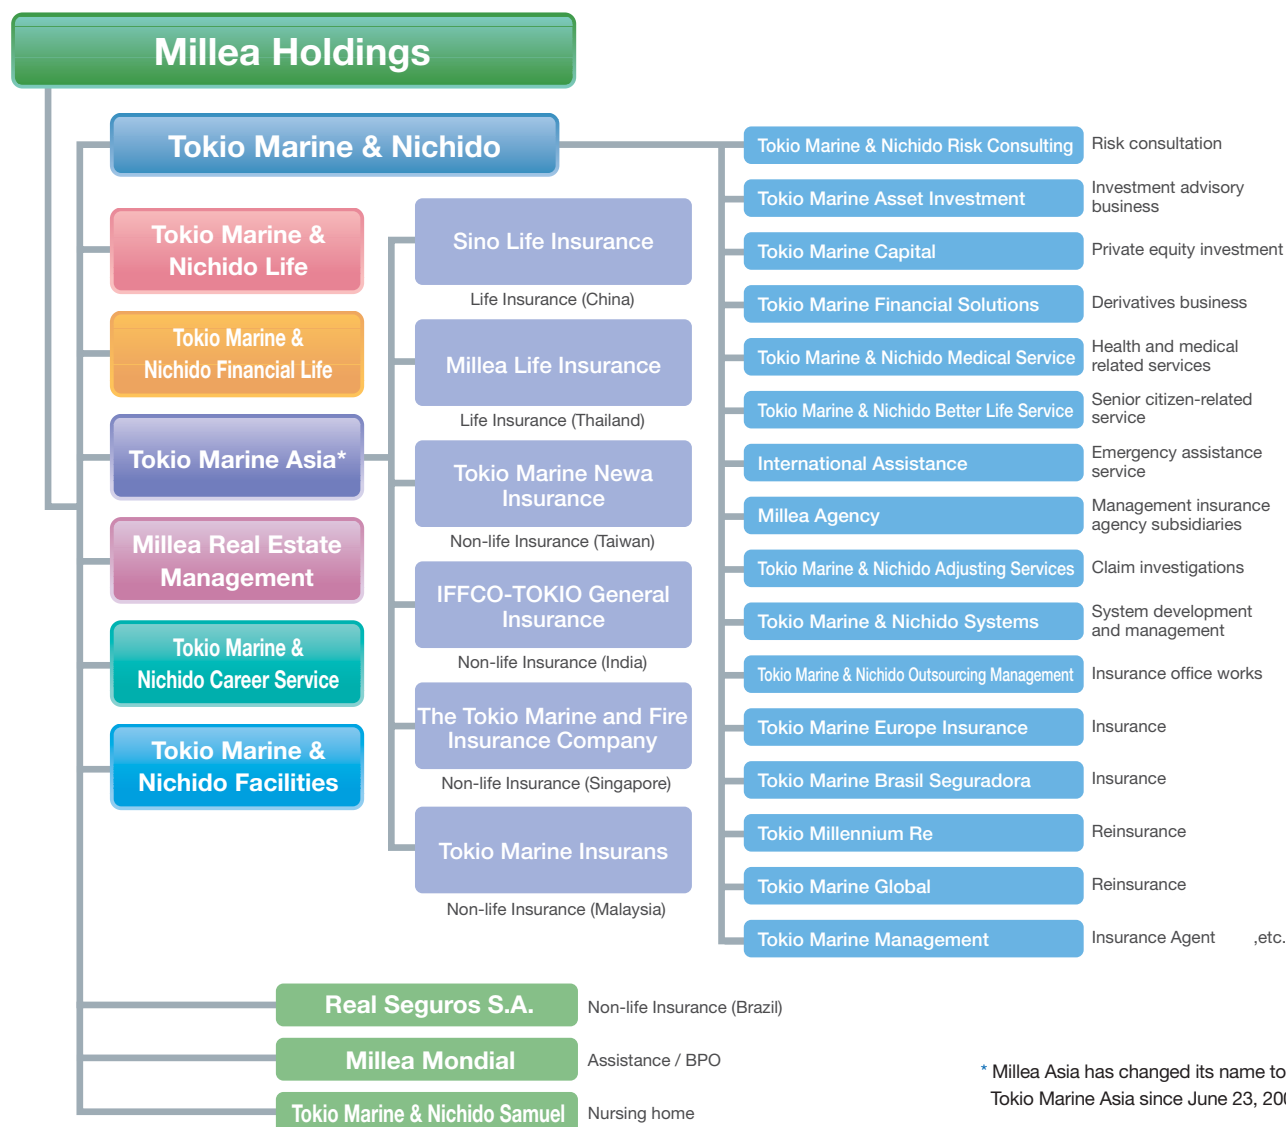 Millea Holdings
Tokio Marine & Nichido
Tokio Marine &
Nichido Life
Tokio Marine &
Nichido Financial Life
Tokio Marine Asia*
Millea Real Estate
Management
Tokio Marine &
Nichido Career Service
Tokio Marine &
Nichido Facilities
Sino Life Insurance
Life Insurance (China)
Millea Life Insurance
Life Insurance (Thailand)
Tokio Marine Newa
Insurance
Non-life Insurance (Taiwan)
IFFCO-TOKIO General
Insurance
Non-life Insurance (India)
The Tokio Marine and Fire
Insurance Company
Non-life Insurance (Singapore)
Tokio Marine Insurans
Non-life Insurance (Malaysia)
Tokio Marine & Nichido Risk Consulting
Risk consultation
Tokio Marine Asset Investment
Investment advisory
business
Tokio Marine Capital
Private equity investment
Tokio Marine Financial Solutions
Derivatives business
Tokio Marine & Nichido Medical Service
Health and medical
related services
Tokio Marine & Nichido Better Life Service
Senior citizen-related
service
International Assistance
Emergency assistance
service
Millea Agency
Management insurance
agency subsidiaries
Tokio Marine & Nichido Adjusting Services
Claim investigations
Tokio Marine & Nichido Systems
System development
and management
Tokio Marine & Nichido Outsourcing Management
Insurance office works
Tokio Marine Europe Insurance
Insurance
Tokio Marine Brasil Seguradora
Insurance
Tokio Millennium Re
Reinsurance
Tokio Marine Global
Reinsurance
Tokio Marine Management
Insurance Agent ,etc.
Real Seguros S.A.
Non-life Insurance (Brazil)
Millea Mondial
Assistance / BPO
Tokio Marine & Nichido Samuel
Nursing home
* Millea Asia has changed its name to
Tokio Marine Asia since June 23,